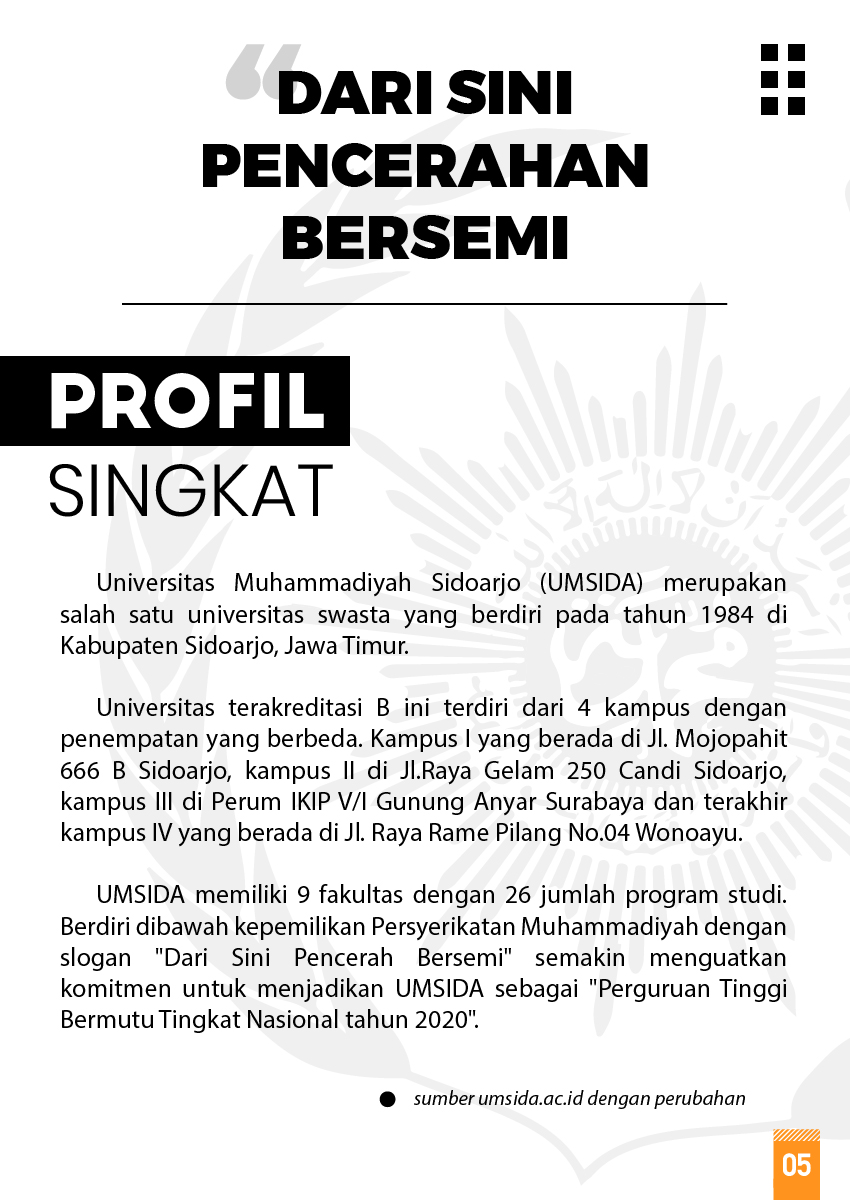 “DARI SINI
PENCERAHAN
BERSEMI
PROFIL
SINGKAT
Universitas Muhammadiyah Sidoarjo (UMSIDA) merupakan
salah satu universitas swasta yang berdiri pada tahun 1984 di
Kabupaten Sidoarjo, Jawa Timur.
Universitas terakreditasi B ini terdiri dari 4 kampus dengan
penempatan yang berbeda. Kampus I yang berada di Jl. Mojopahit
666 B Sidoarjo, kampus II di Jl.Raya Gelam 250 Candi Sidoarjo,
kampus III di Perum IKIP V/I Gunung Anyar Surabaya dan terakhir
kampus IV yang berada di Jl. Raya Rame Pilang No.04 Wonoayu.
UMSIDA memiliki 9 fakultas dengan 26 jumlah program studi.
Berdiri dibawah kepemilikan Persyerikatan Muhammadiyah dengan
slogan "Dari Sini Pencerah Bersemi" semakin menguatkan
komitmen untuk menjadikan UMSIDA sebagai "Perguruan Tinggi
Bermutu Tingkat Nasional tahun 2020".
● sumber umsida.ac.id dengan perubahan
05